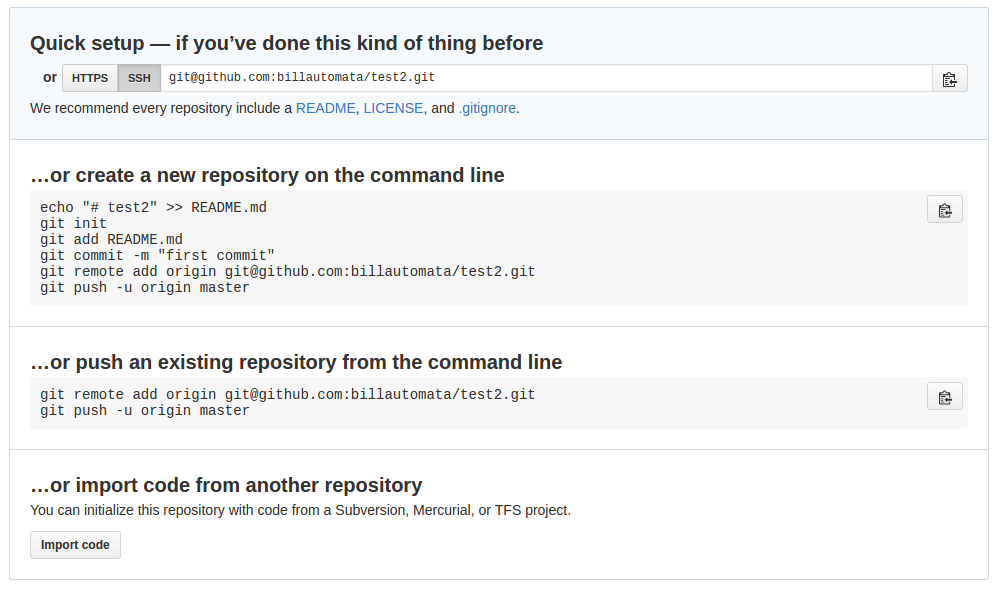 Quick setup — if you’ve done this kind of thing before
or HTTPS SSH git@github.com:billautomata/test2.git
We recommend every repository include a README, LICENSE, and .gitignore.
…or create a new repository on the command line
echo "# test2" >> README.md
git init
git add README.md
git commit -m "first commit"
git remote add origin git@github.com:billautomata/test2.git
git push -u origin master
…or push an existing repository from the command line
git remote add origin git@github.com:billautomata/test2.git
git push -u origin master
…or import code from another repository
You can initialize this repository with code from a Subversion, Mercurial, or TFS project.
Import code